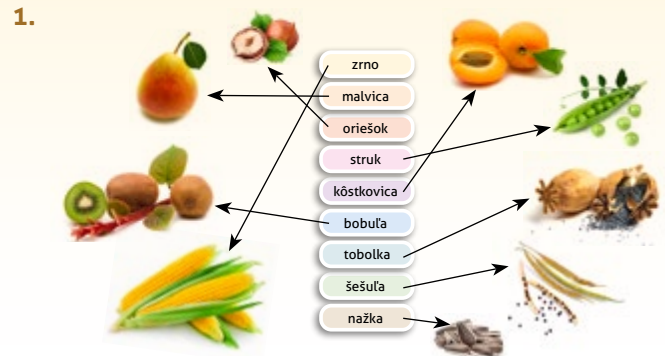 1.
zrno
malvica
oriešok
struk
kôstkovica
bobuľa
tobolka
šešuľa
nažka